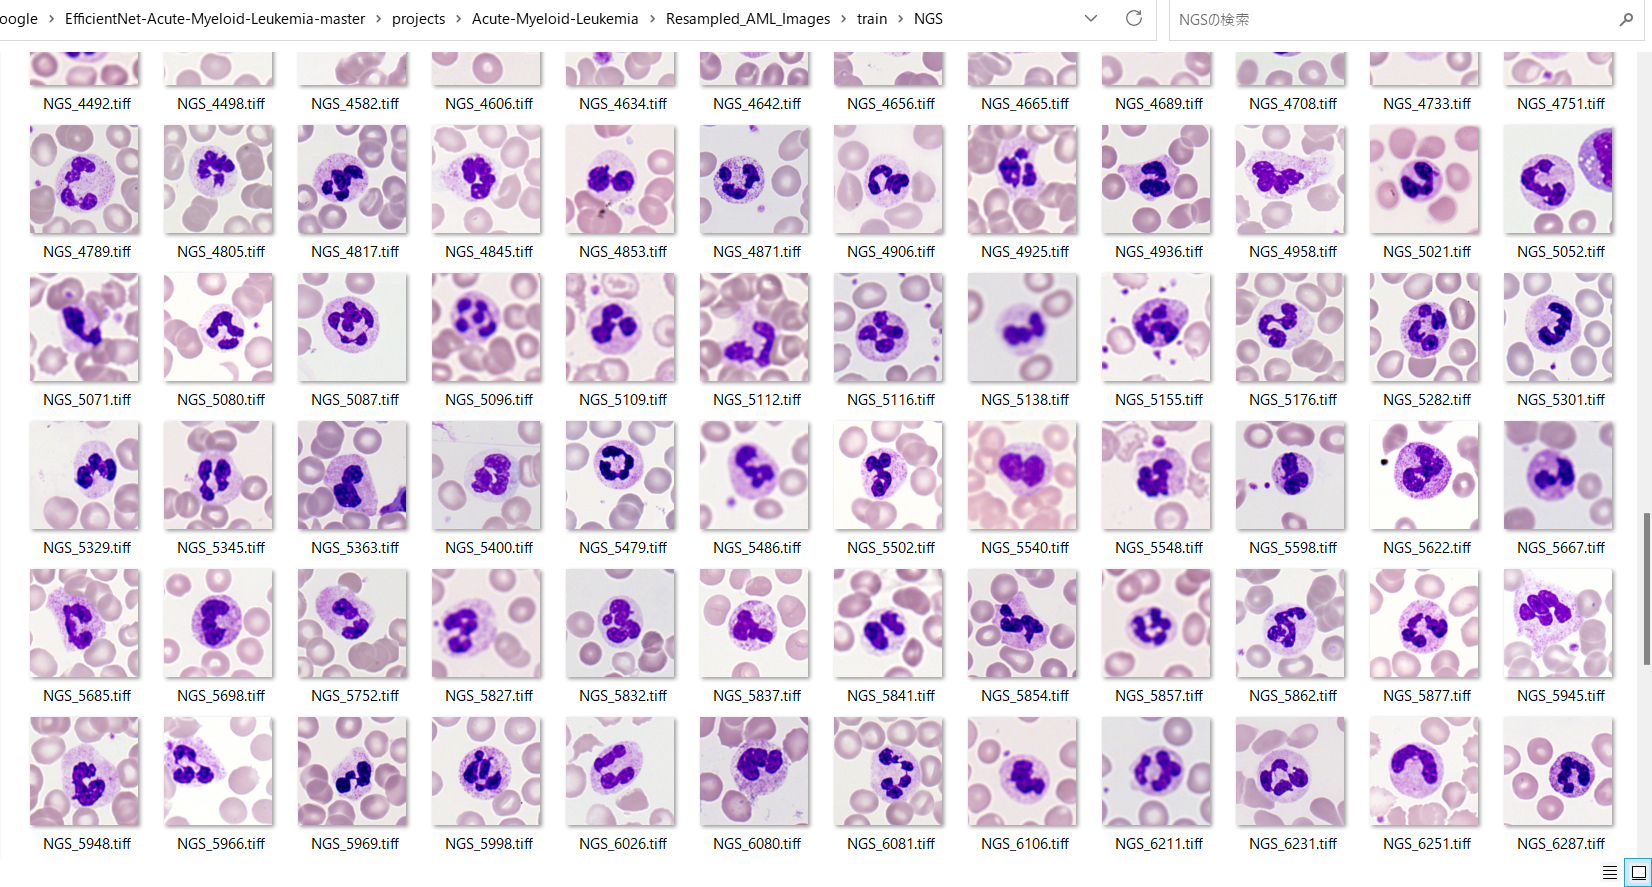 oogle > EfficientNet-Acute-Myeloid-Leukemia-master > projects > Acute-Myeloid-Leukemia > Resampled_AML_Images > train > NGS
NGSの検索
NGS_4492.tiff NGS_4498.tiff NGS_4582.tiff NGS_4606.tiff NGS_4634.tiff NGS_4642.tiff NGS_4656.tiff NGS_4665.tiff NGS_4689.tiff NGS_4708.tiff NGS_4733.tiff NGS_4751.tiff
NGS_4789.tiff NGS_4805.tiff NGS_4817.tiff NGS_4845.tiff NGS_4853.tiff NGS_4871.tiff NGS_4906.tiff NGS_4925.tiff NGS_4936.tiff NGS_4958.tiff NGS_5021.tiff NGS_5052.tiff
NGS_5071.tiff NGS_5080.tiff NGS_5087.tiff NGS_5096.tiff NGS_5109.tiff NGS_5112.tiff NGS_5116.tiff NGS_5138.tiff NGS_5155.tiff NGS_5176.tiff NGS_5282.tiff NGS_5301.tiff
NGS_5329.tiff NGS_5345.tiff NGS_5363.tiff NGS_5400.tiff NGS_5479.tiff NGS_5486.tiff NGS_5502.tiff NGS_5540.tiff NGS_5548.tiff NGS_5598.tiff NGS_5622.tiff NGS_5667.tiff
NGS_5685.tiff NGS_5698.tiff NGS_5752.tiff NGS_5827.tiff NGS_5832.tiff NGS_5837.tiff NGS_5841.tiff NGS_5854.tiff NGS_5857.tiff NGS_5862.tiff NGS_5877.tiff NGS_5945.tiff
NGS_5948.tiff NGS_5966.tiff NGS_5969.tiff NGS_5998.tiff NGS_6026.tiff NGS_6080.tiff NGS_6081.tiff NGS_6106.tiff NGS_6211.tiff NGS_6231.tiff NGS_6251.tiff NGS_6287.tiff